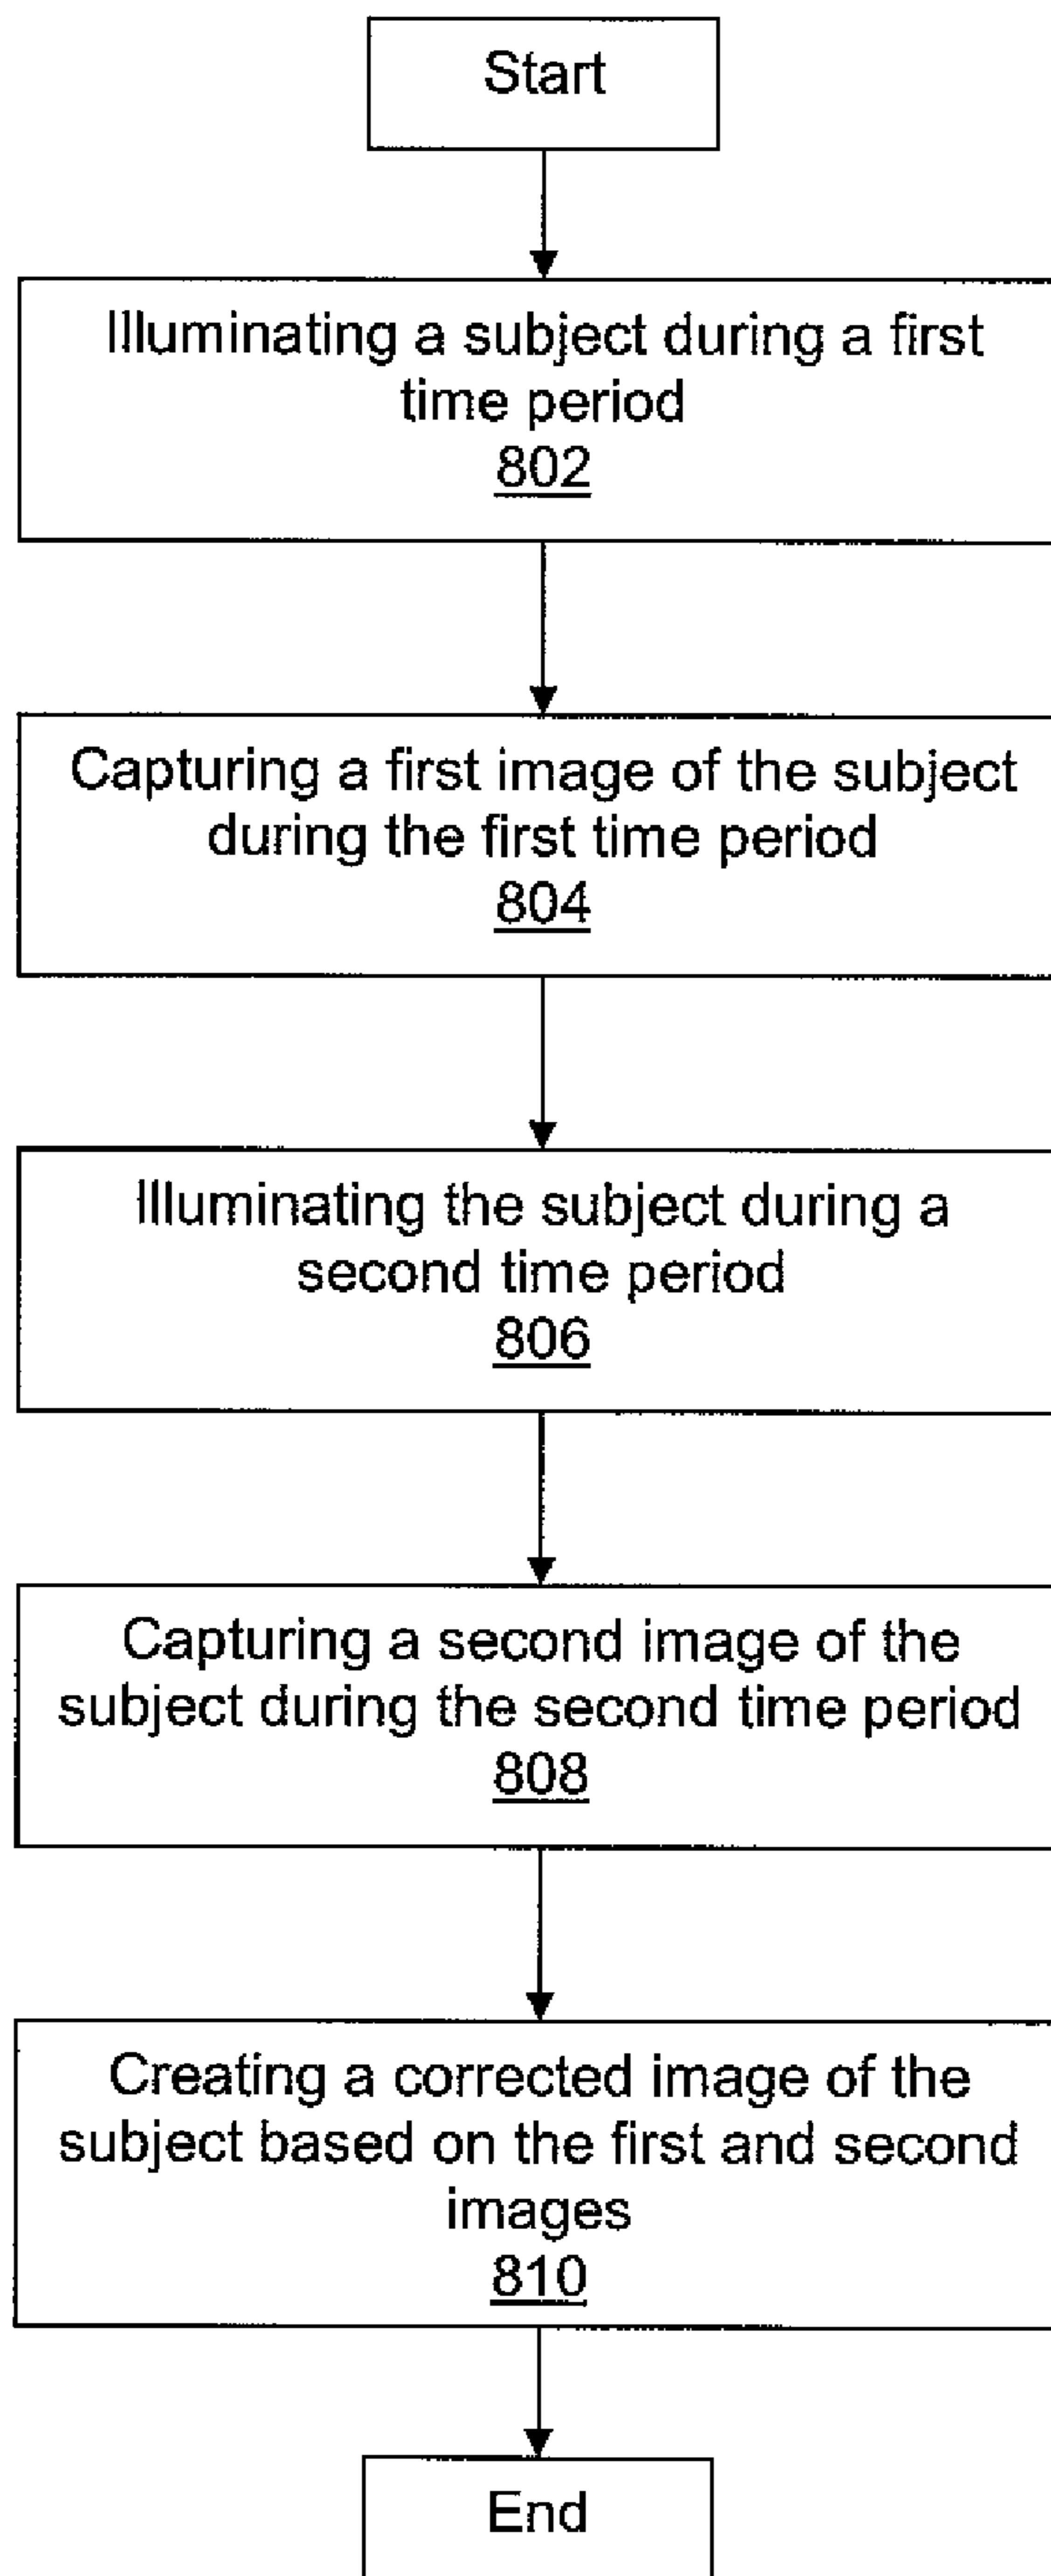 Start
Illuminating a subject during a first
time period
802
Capturing a first image of the subject
during the first time period
804
Illuminating the subject during a
second time period
806
Capturing a second image of the
subject during the second time period
808
Creating a corrected image of the
subject based on the first and second
images
810
End